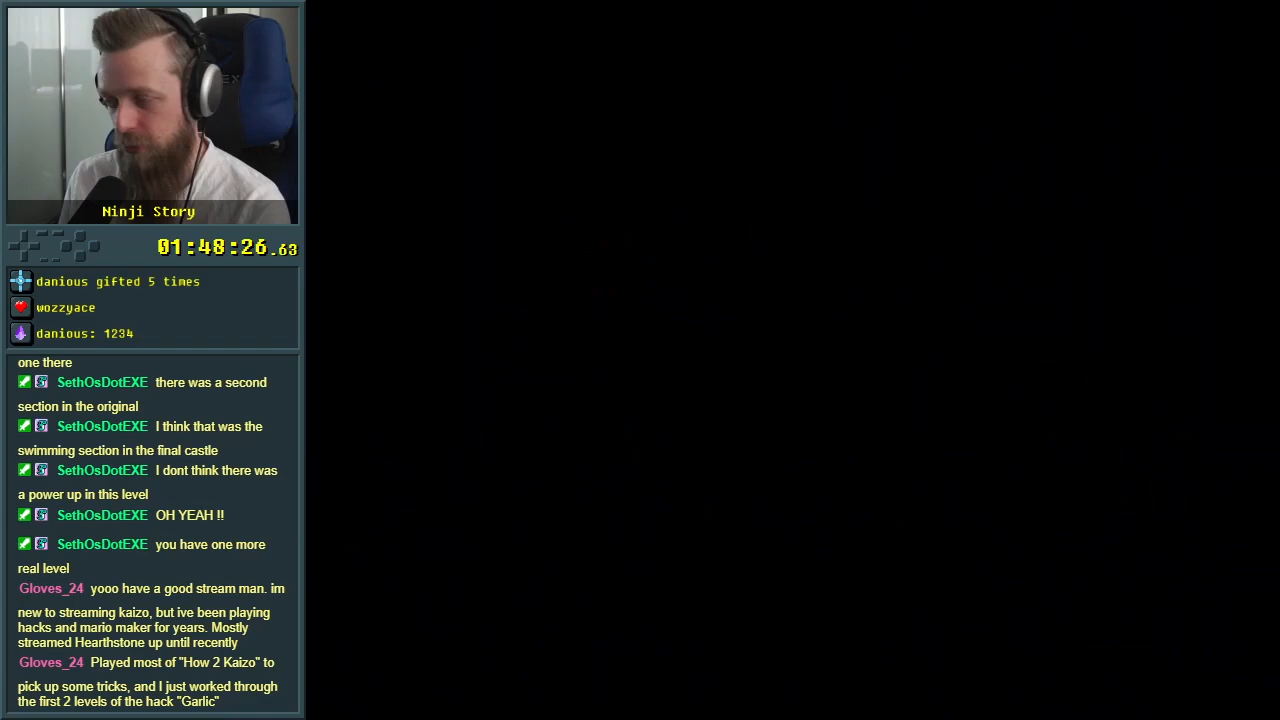 Ninji Story
01:48:26.63
danious gifted 5 times
wozzyace
danious: 1234
one there
SethOsDotEXE there was a second
section in the original
SethOsDotEXE I think that was the
swimming section in the final castle
SethOsDotEXE I dont think there was
a power up in this level
SethOsDotEXE OH YEAH !!
SethOsDotEXE you have one more
real level
Gloves_24 yooo have a good stream man. im
new to streaming kaizo, but ive been playing
hacks and mario maker for years. Mostly
streamed Hearthstone up until recently
Gloves_24 Played most of "How 2 Kaizo" to
pick up some tricks, and I just worked through
the first 2 levels of the hack "Garlic"